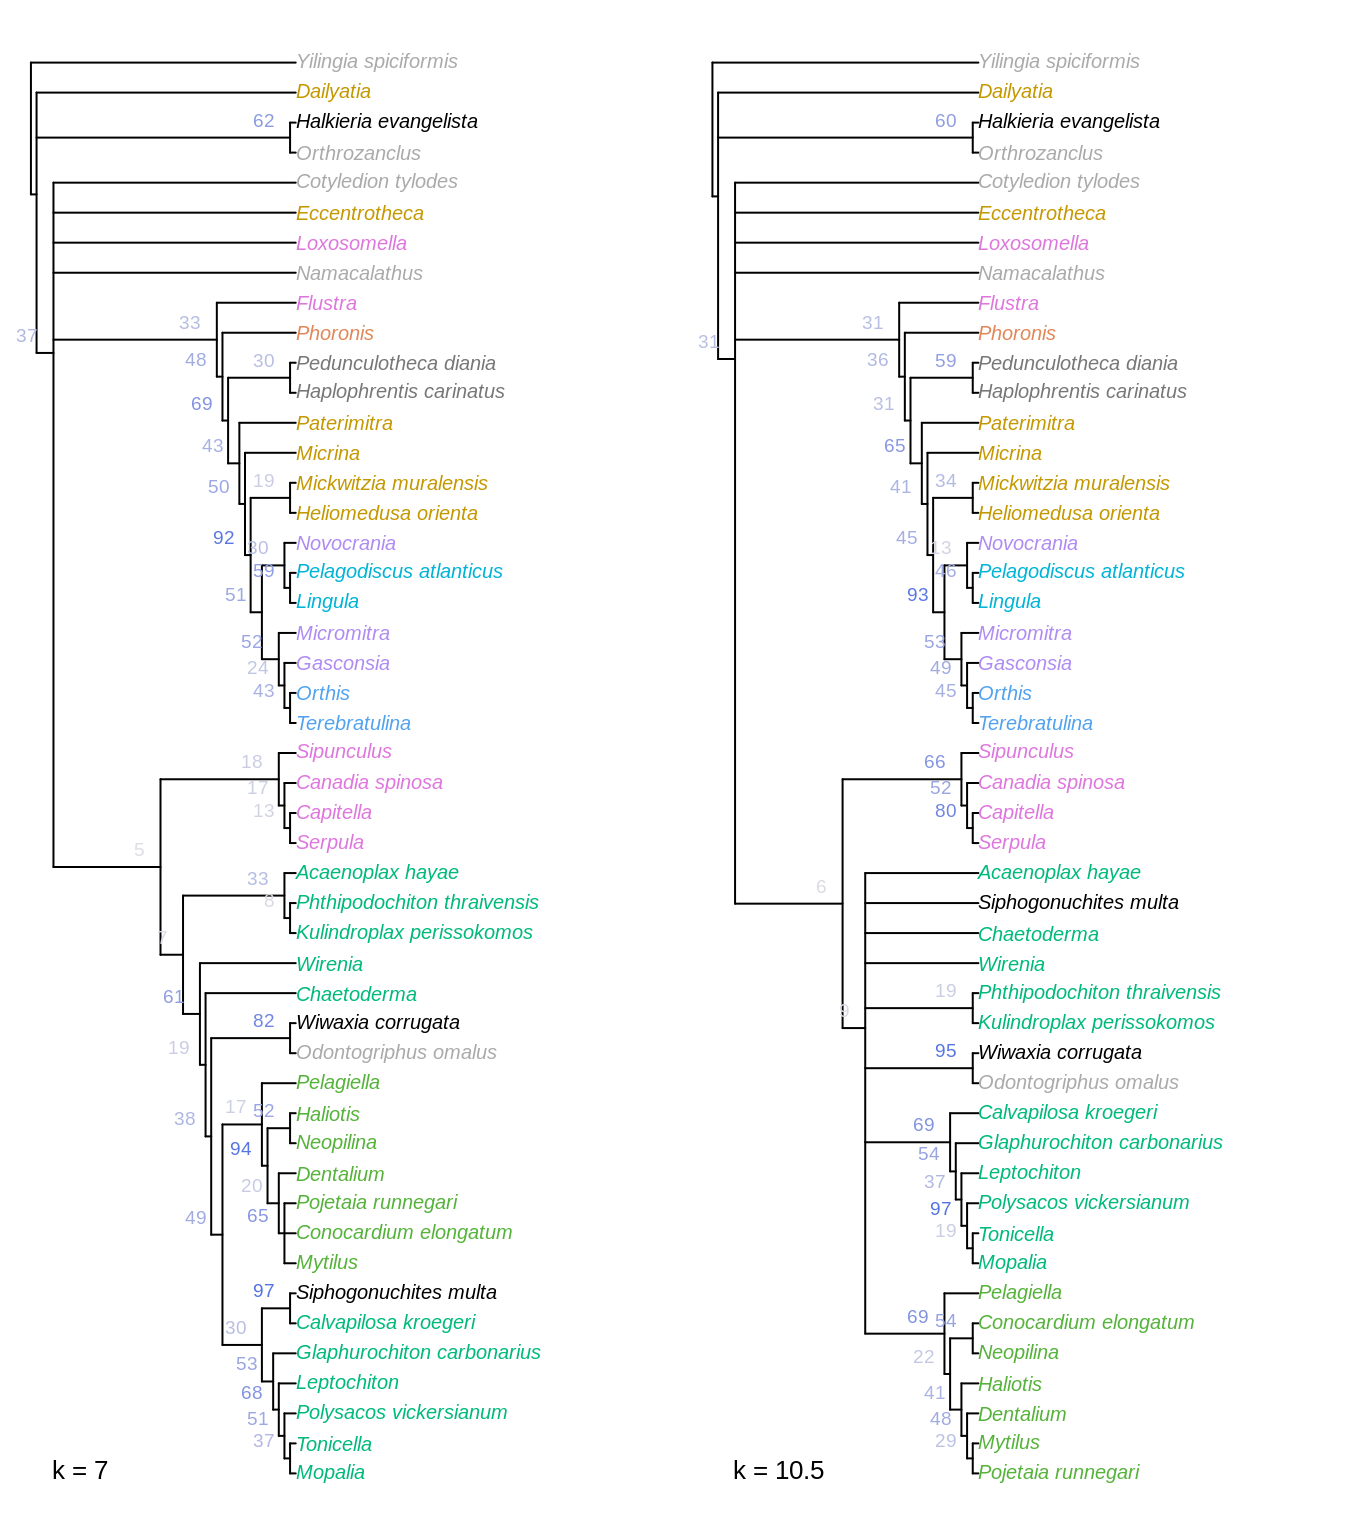 Yilingia spiciformis
Dailyatia
62
Halkieria evangelista
Orthrozanclus
Cotyledion tylodes
Eccentrotheca
Loxosomella
Namacalathus
Flustra
33
37
Phoronis
48
30
Pedunculotheca diania
Haplophrentis carinatus
69
Paterimitra
43
Micrina
50
19
Mickwitzia muralensis
Heliomedusa orienta
92
30
Novocrania
59
Pelagodiscus atlanticus
51
Lingula
52
Micromitra
24
Gasconsia
43
Orthis
Terebratulina
18
Sipunculus
17
Canadia spinosa
13
Capitella
Serpula
5
33
Acaenoplax hayae
8
Phthipodochiton thraivensis
7
Kulindroplax perissokomos
Wirenia
61
Chaetoderma
82
Wiwaxia corrugata
19
Odontogriphus omalus
Pelagiella
17
52
38
Haliotis
94
Neopilina
20
Dentalium
65
Pojetaia runnegari
49
Conocardium elongatum
Mytilus
97
Siphogonuchites multa
30
Calvapilosa kroegeri
53
Glaphurochiton carbonarius
68
Leptochiton
51
Polysacos vickersianum
37
Tonicella
Mopalia
k = 7
Yilingia spiciformis
Dailyatia
60
Halkieria evangelista
Orthrozanclus
Cotyledion tylodes
Eccentrotheca
Loxosomella
Namacalathus
Flustra
31
31
Phoronis
36
59
Pedunculotheca diania
Haplophrentis carinatus
31
Paterimitra
65
Micrina
41
34
Mickwitzia muralensis
Heliomedusa orienta
45
13
Novocrania
46
Pelagodiscus atlanticus
93
Lingula
53
Micromitra
49
Gasconsia
45
Orthis
Terebratulina
66
Sipunculus
52
Canadia spinosa
80
Capitella
Serpula
6
Acaenoplax hayae
Siphogonuchites multa
Chaetoderma
Wirenia
19
Phthipodochiton thraivensis
9
Kulindroplax perissokomos
95
Wiwaxia corrugata
Odontogriphus omalus
69
Calvapilosa kroegeri
54
Glaphurochiton carbonarius
37
Leptochiton
97
Polysacos vickersianum
19
Tonicella
Mopalia
Pelagiella
69
54
Conocardium elongatum
22
Neopilina
41
Haliotis
48
Dentalium
29
Mytilus
Pojetaia runnegari
k = 10.5